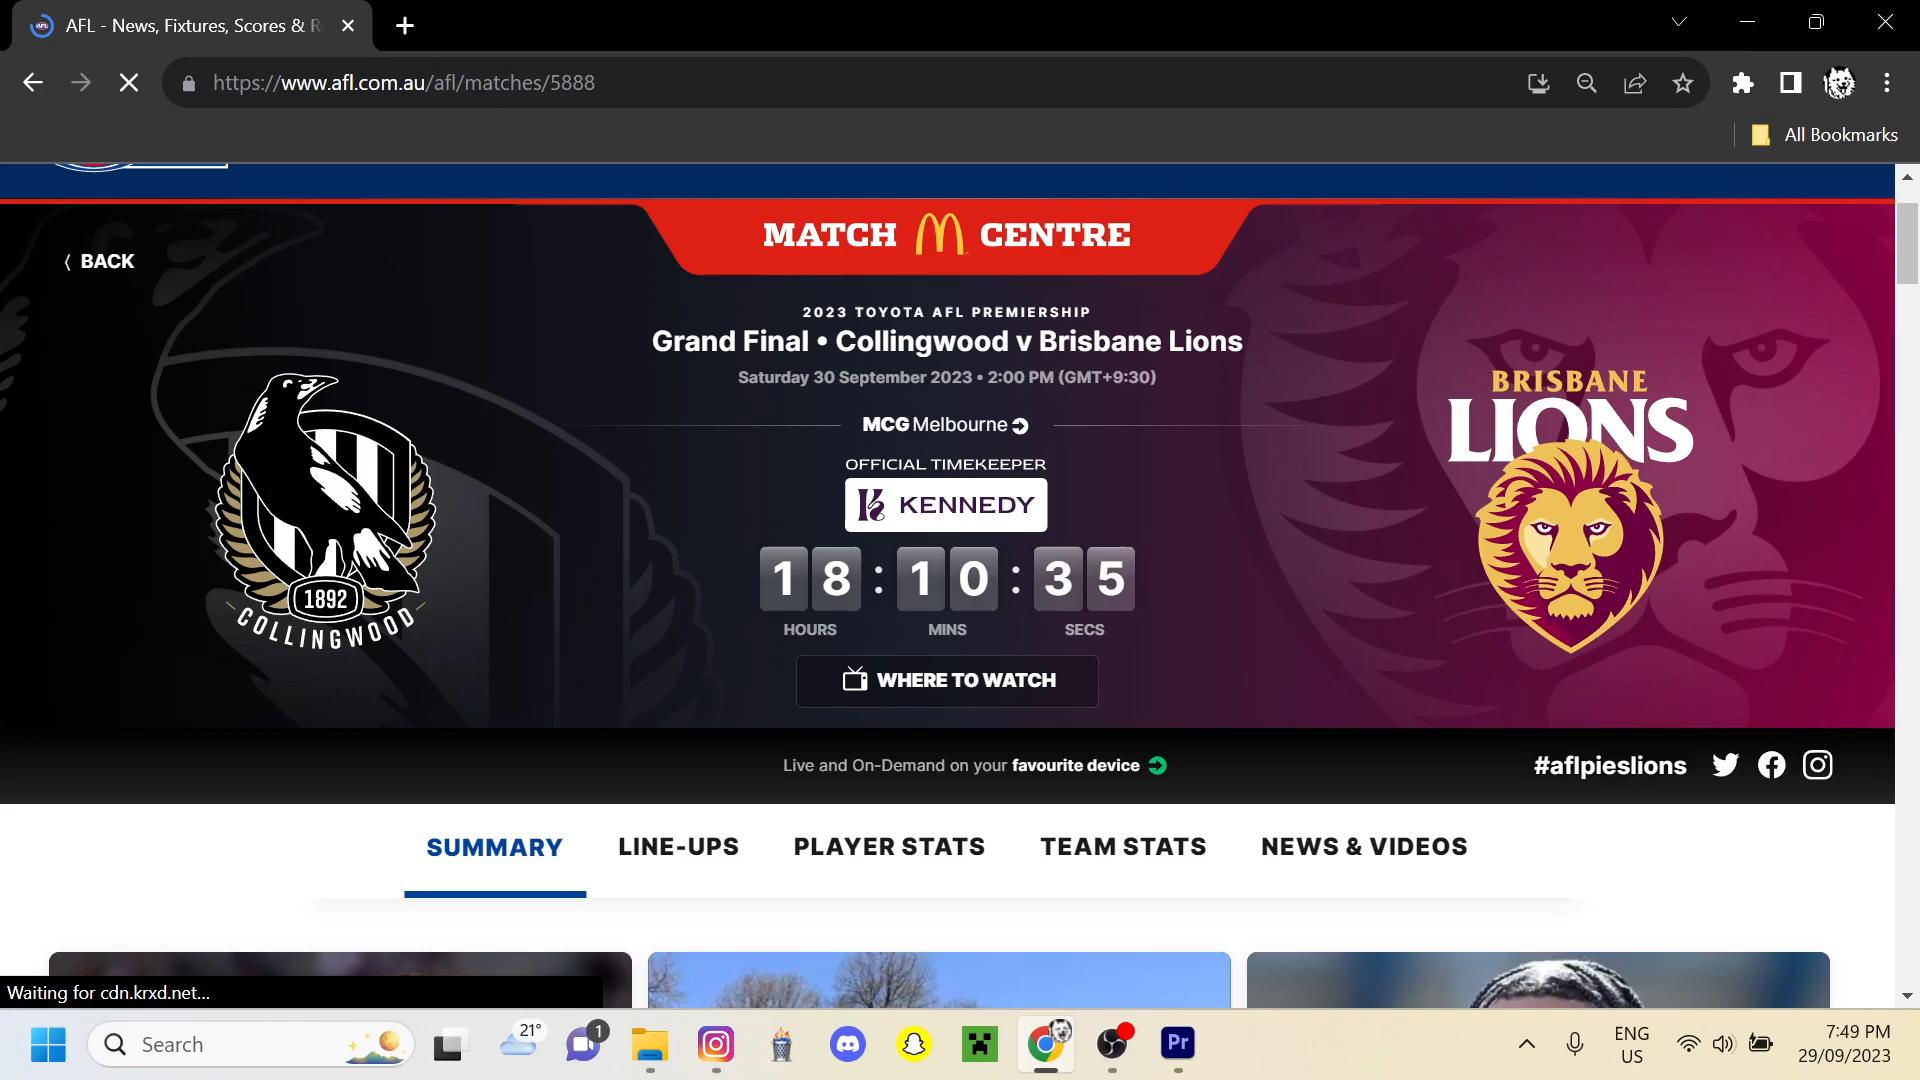 AFL - News, Fixtures, Scores & R
https://www.afl.com.au/afl/matches/5888
All Bookmarks
MATCH CENTRE
BACK
2023 TOYOTA AFL PREMIERSHIP
Grand Final • Collingwood v Brisbane Lions
Saturday 30 September 2023 • 2:00 PM (GMT+9:30)
MCG Melbourne
OFFICIAL TIMEKEEPER
KENNEDY
18 : 10 : 35
HOURS MINS SECS
WHERE TO WATCH
1892
COLLINGWOOD
BRISBANE
LIONS
Live and On-Demand on your favourite device
#aflpieslions
SUMMARY LINE-UPS PLAYER STATS TEAM STATS NEWS & VIDEOS
Waiting for cdn.krxd.net...
Search
21°
1
Pr
ENG
US
7:49 PM
29/09/2023